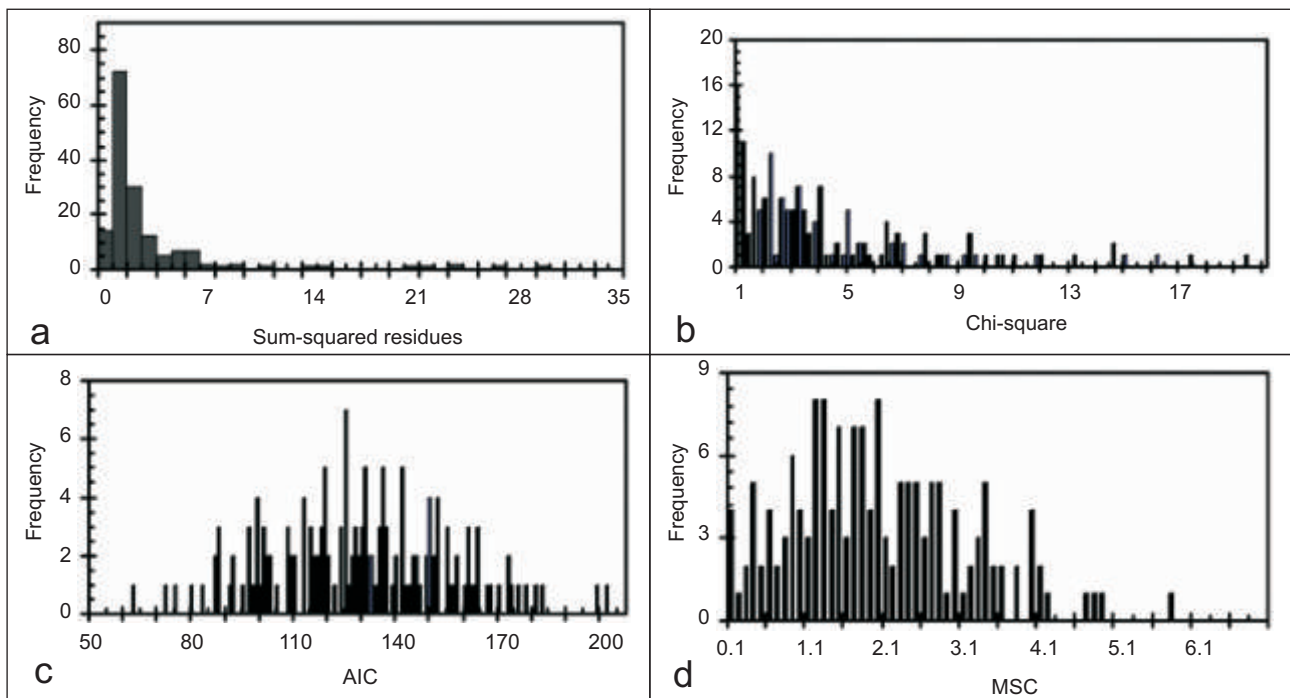 80
60
40
20
0
Frequency
0 7 14 21 28 35
Sum-squared residues
a
20
16
12
8
4
0
Frequency
1 5 9 13 17
Chi-square
b
8
6
4
2
0
Frequency
50 80 110 140 170 200
AIC
c
9
6
3
0
Frequency
0.1 1.1 2.1 3.1 4.1 5.1 6.1
MSC
d